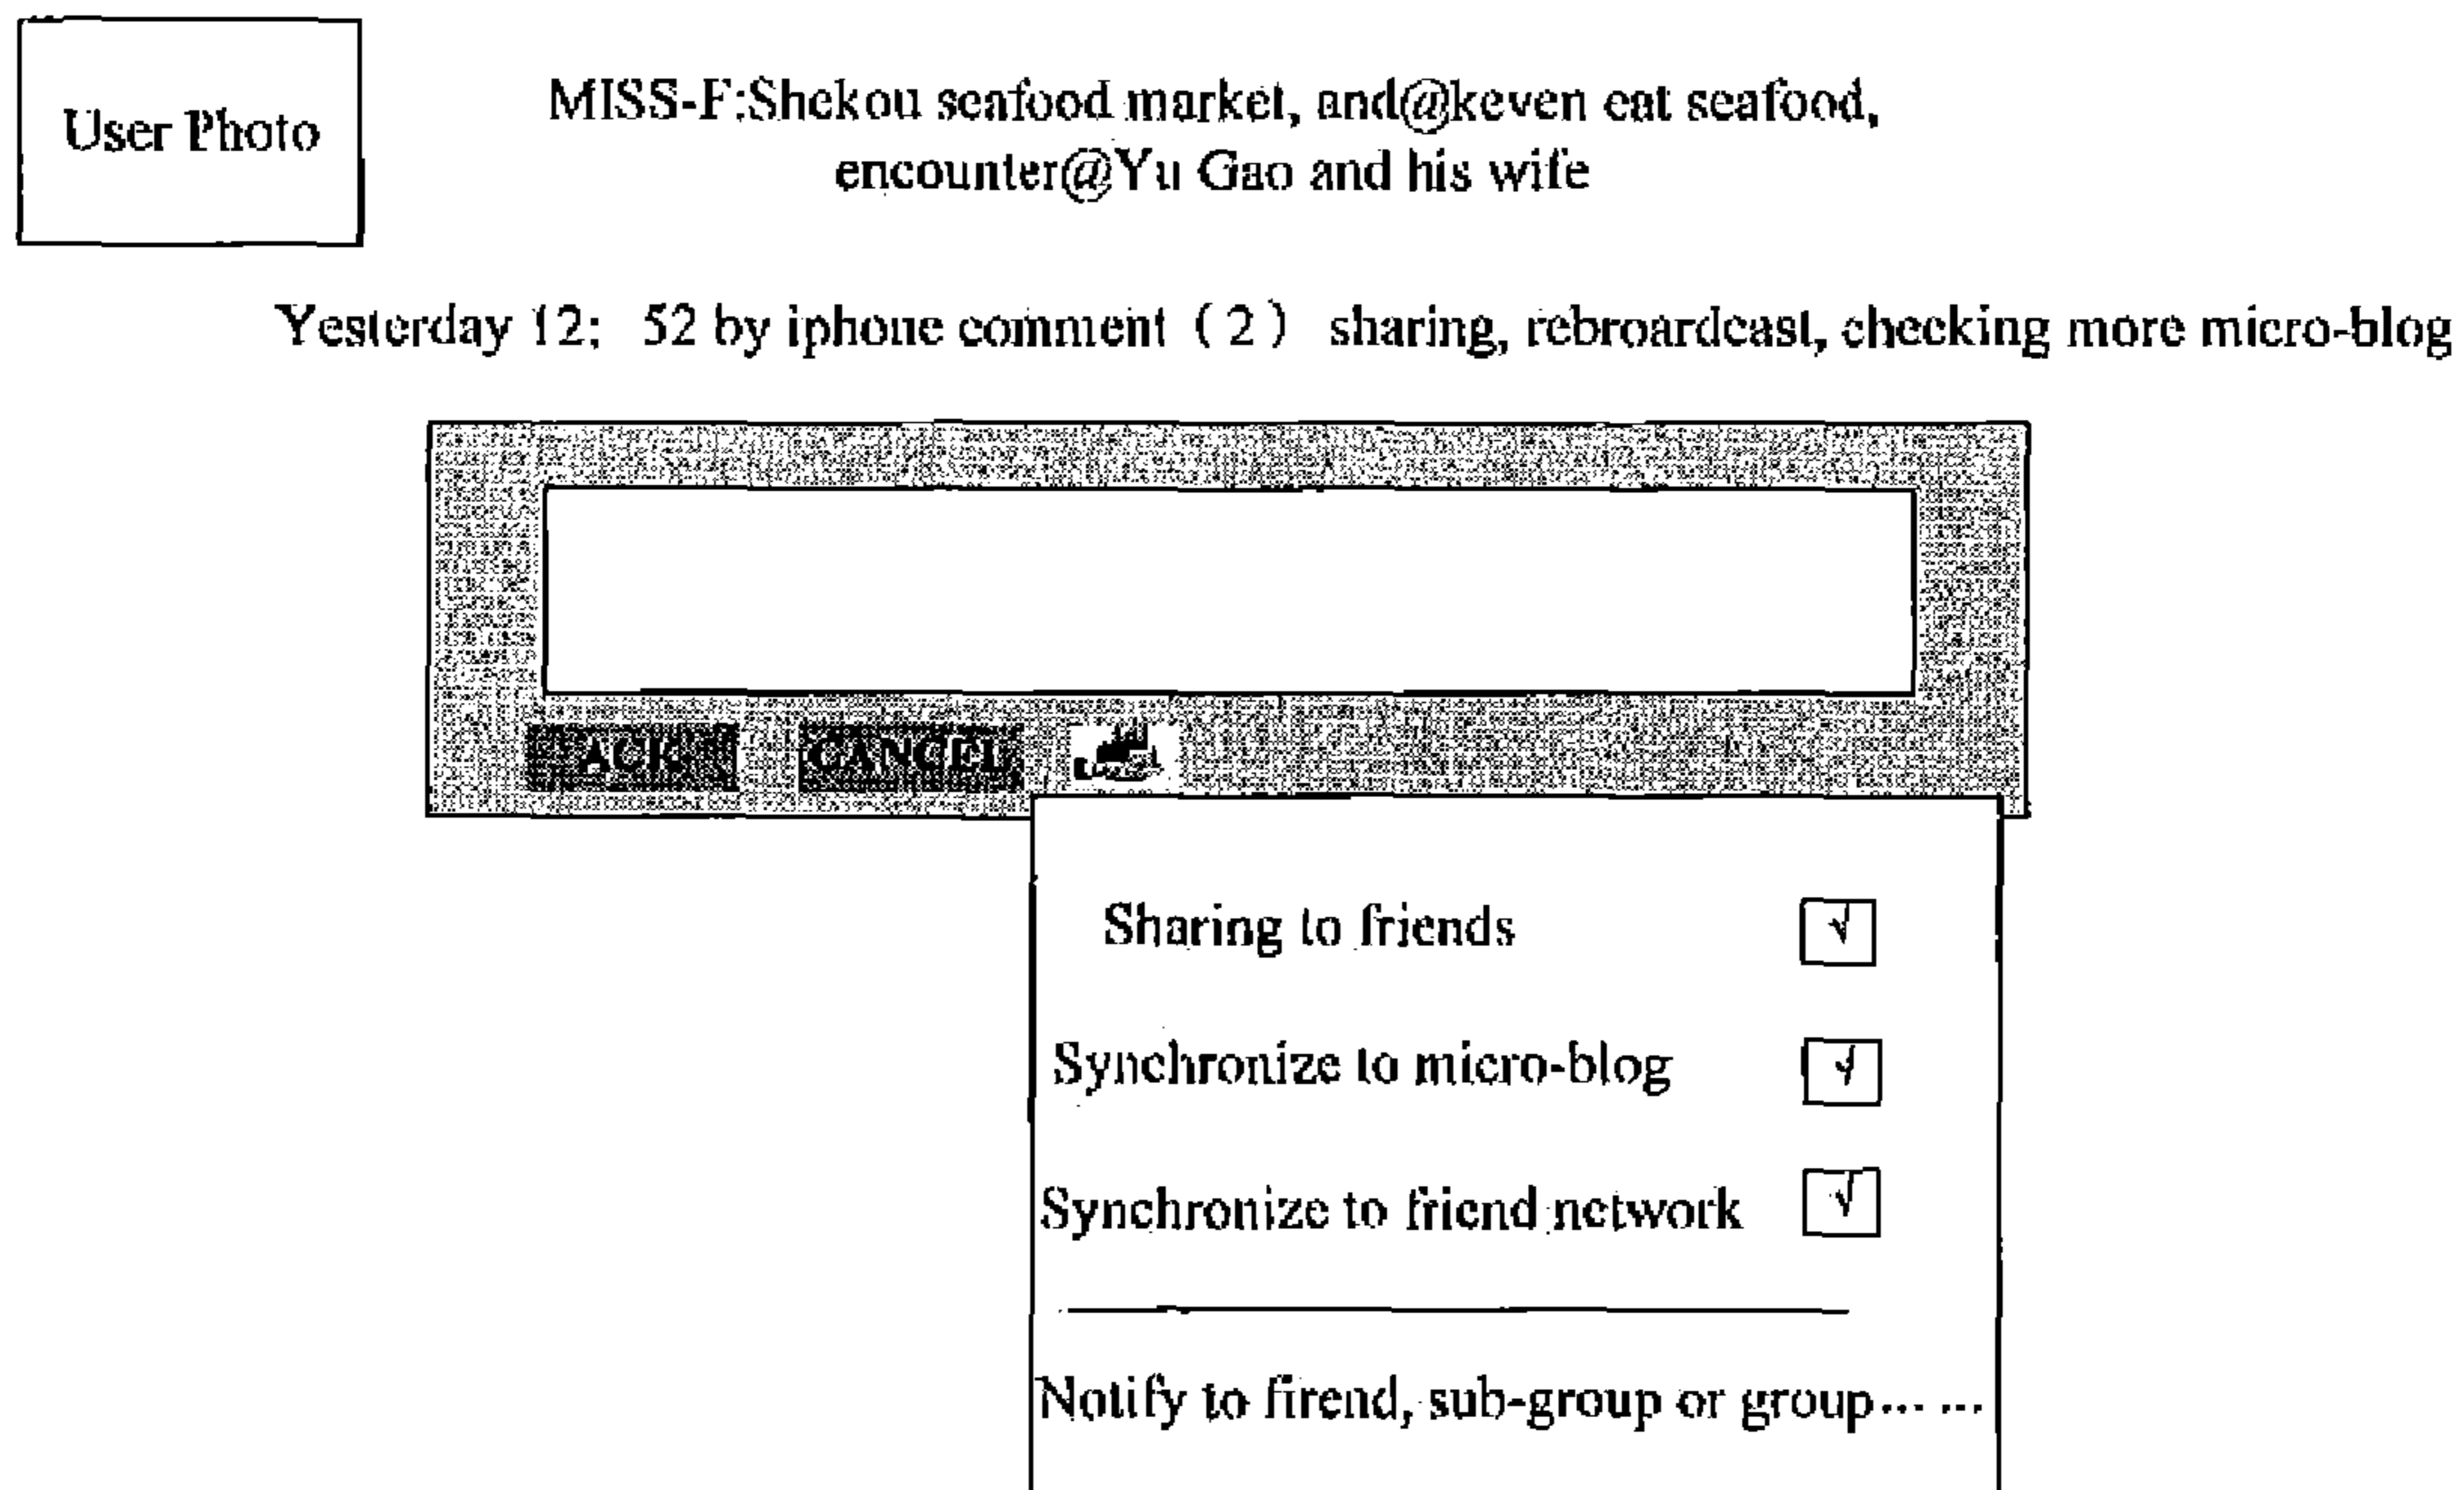 User Photo
MISS-F:Shekou seafood market, and@keven eat seafood,
encounter@Yu Gao and his wife
Yesterday 12: 52 by iphone comment (2) sharing, rebroardcast, checking more micro-blog
ACK
CANCEL
Sharing to friends √
Synchronize to micro-blog √
Synchronize to friend network √
Notify to firend, sub-group or group… …